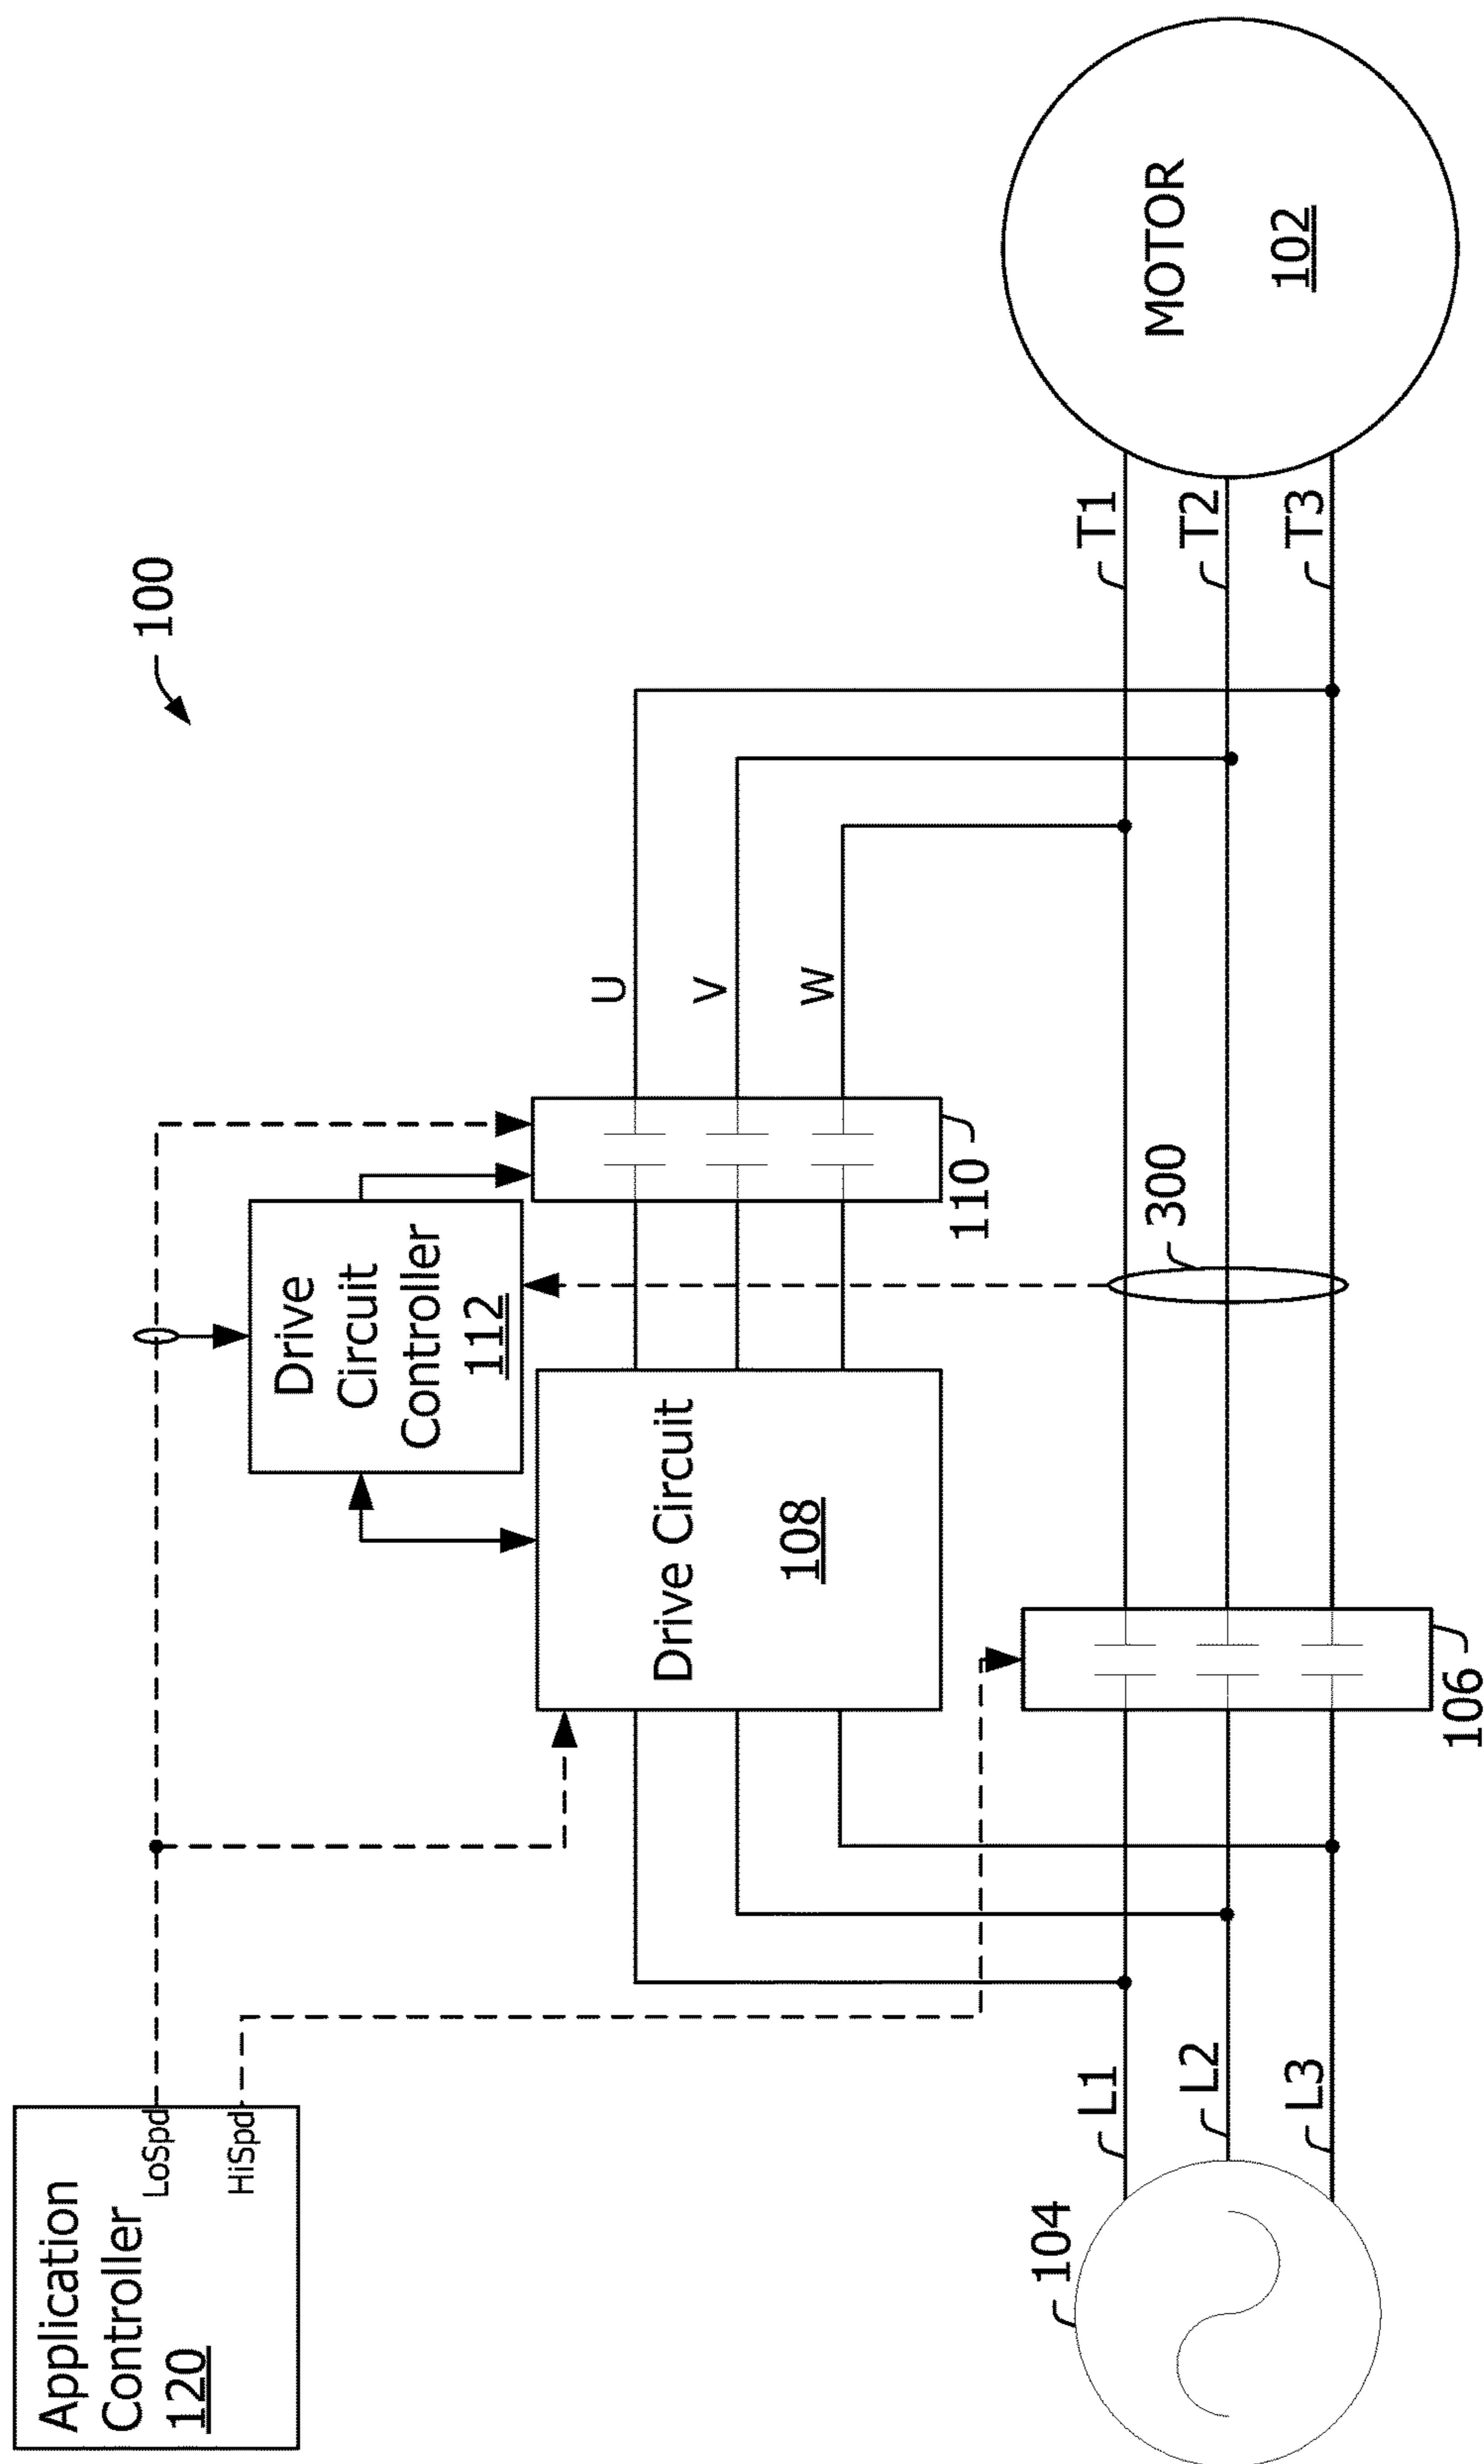 100
Application
Controller
120
LoSpd
HiSpd
Drive
Circuit
Controller
112
Drive Circuit
108
U
V
W
110
300
106
104
L1
L2
L3
T1
T2
T3
MOTOR
102